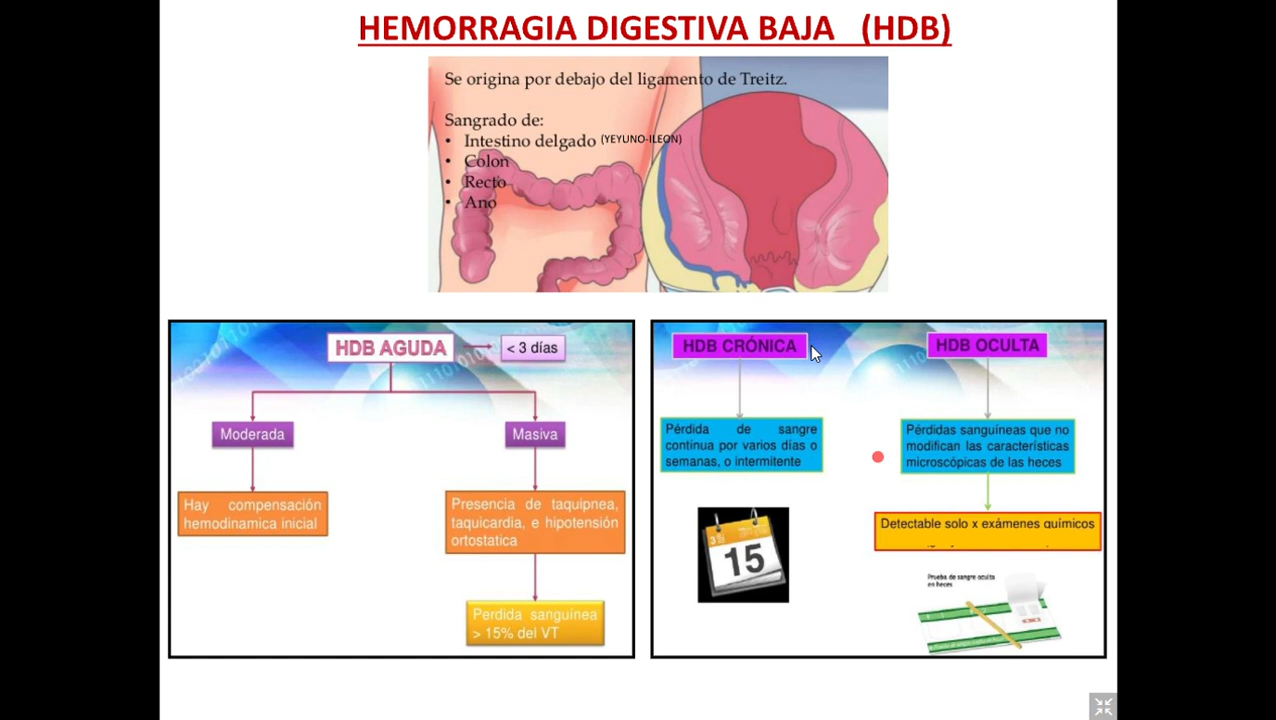 HEMORRAGIA DIGESTIVA BAJA (HDB)
Se origina por debajo del ligamento de Treitz.
Sangrado de:
• Intestino delgado (YEYUNO-ILEON)
• Colon
• Recto
• Ano
HDB AGUDA
< 3 días
Moderada
Masiva
Hay compensación
hemodinamica inicial
Presencia de taquipnea,
taquicardia, e hipotensión
ortostatica
Perdida sanguínea
> 15% del VT
HDB CRÓNICA
HDB OCULTA
Pérdida de sangre
continua por varios días o
semanas, o intermitente
Pérdidas sanguíneas que no
modifican las características
microscópicas de las heces
Detectable solo x exámenes químicos
15
Prueba de sangre oculta
en heces